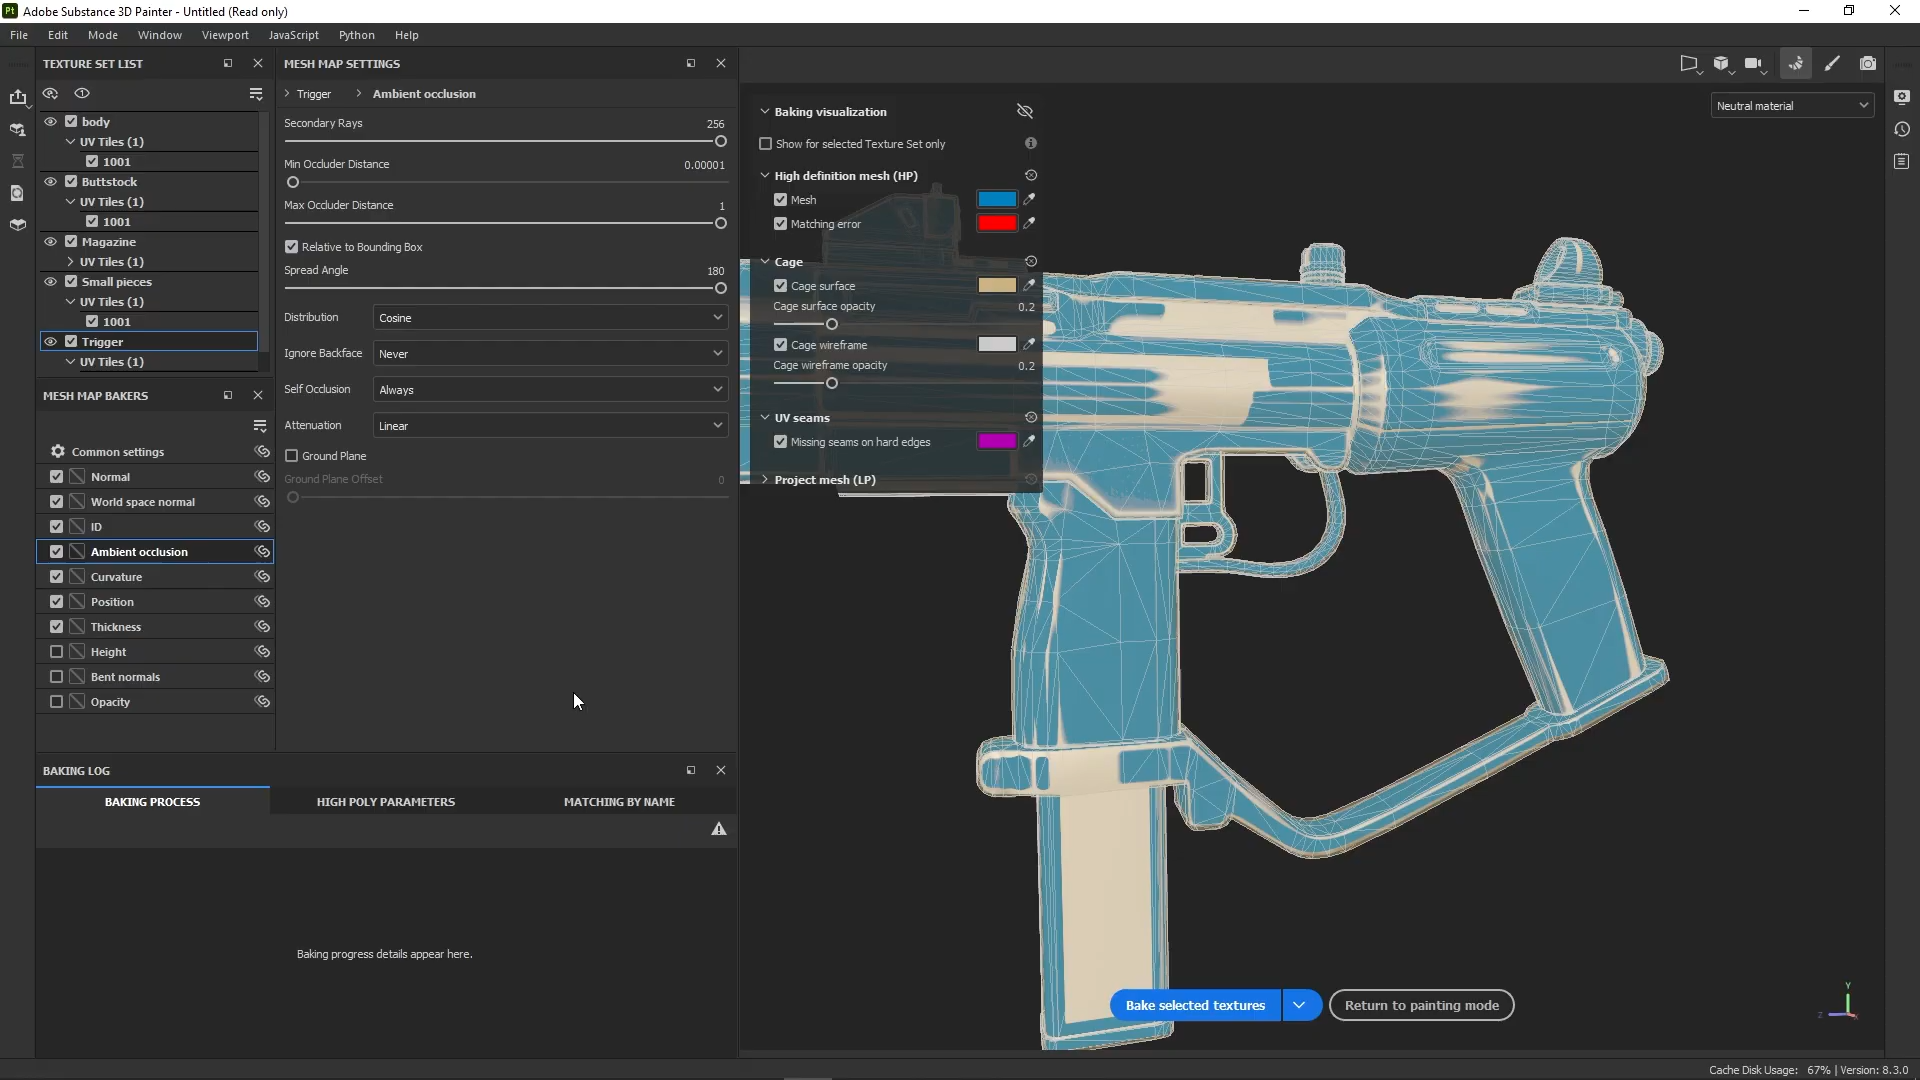 Pt Adobe Substance 3D Painter - Untitled (Read only)
File Edit Mode Window Viewport JavaScript Python Help
TEXTURE SET LIST
body
UV Tiles (1)
1001
Buttstock
UV Tiles (1)
1001
Magazine
UV Tiles (1)
Small pieces
UV Tiles (1)
1001
Trigger
UV Tiles (1)
MESH MAP BAKERS
Common settings
Normal
World space normal
ID
Ambient occlusion
Curvature
Position
Thickness
Height
Bent normals
Opacity
MESH MAP SETTINGS
Trigger > Ambient occlusion
Secondary Rays 256
Min Occluder Distance 0.00001
Max Occluder Distance 1
Relative to Bounding Box
Spread Angle 180
Distribution Cosine
Ignore Backface Never
Self Occlusion Always
Attenuation Linear
Ground Plane
Ground Plane Offset 0
BAKING LOG
BAKING PROCESS HIGH POLY PARAMETERS MATCHING BY NAME
Baking progress details appear here.
Baking visualization
Show for selected Texture Set only
High definition mesh (HP)
Mesh
Matching error
Cage
Cage surface
Cage surface opacity 0.2
Cage wireframe
Cage wireframe opacity 0.2
UV seams
Missing seams on hard edges
Project mesh (LP)
Neutral material
Bake selected textures
Return to painting mode
Y
Z
Cache Disk Usage: 67% | Version: 8.3.0